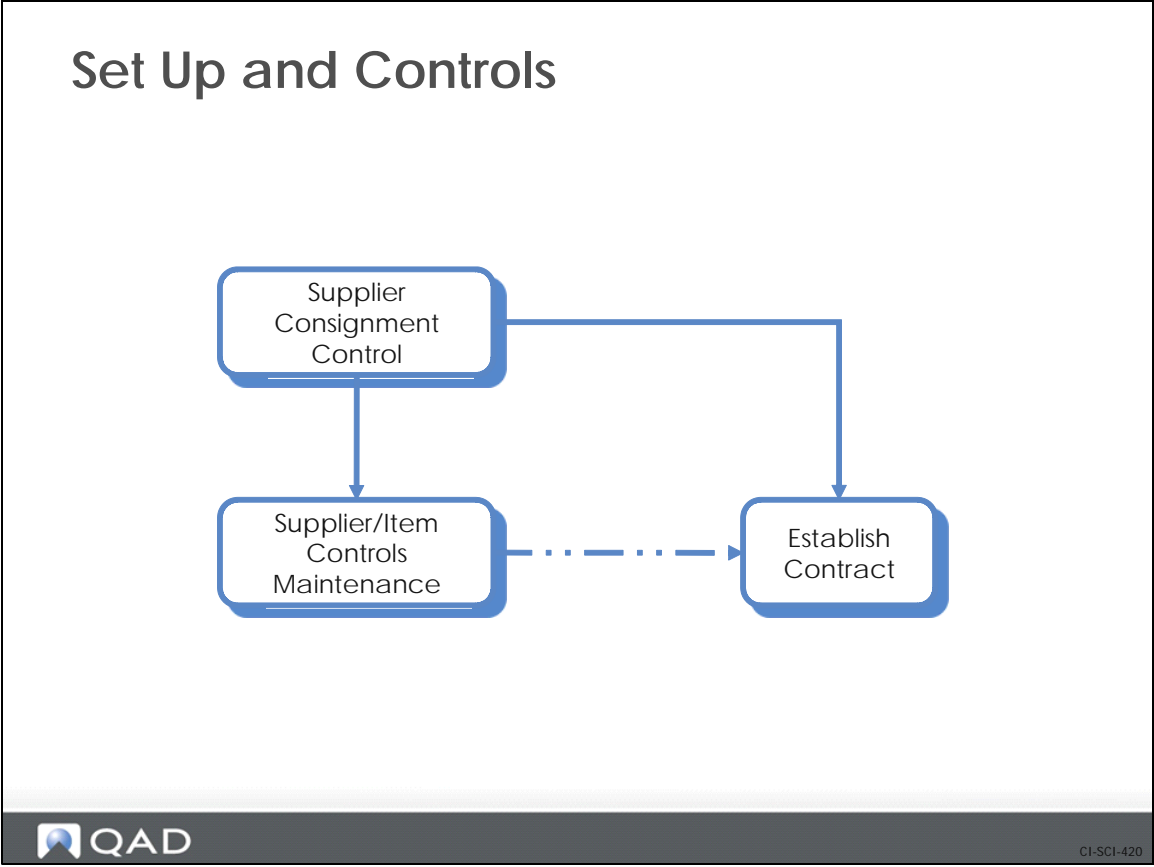 Set Up and Controls
Supplier
Consignment
Control
Supplier/Item
Controls
Maintenance
Establish
Contract
QAD
CI-SCI-420